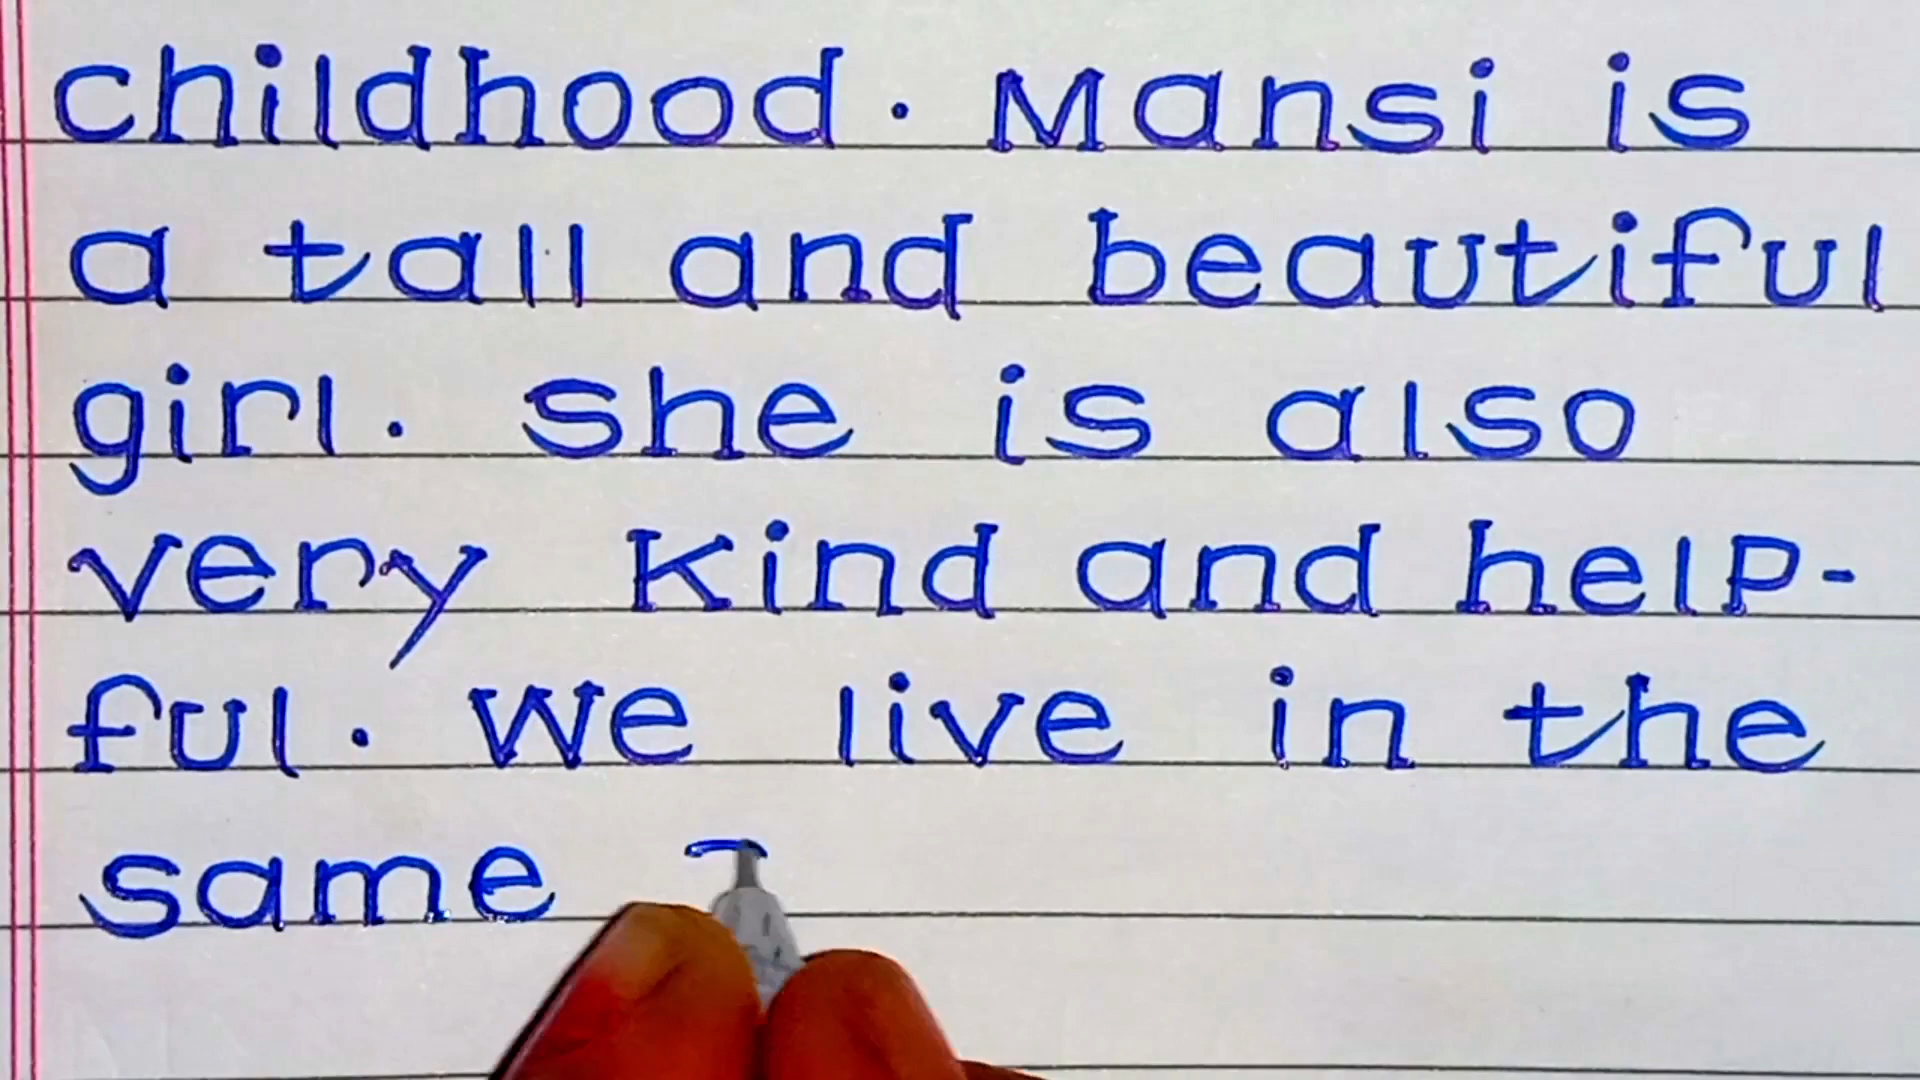 childhood. Mansi is
a tall and beautiful
girl. she is also
very kind and help-
ful. We live in the
same